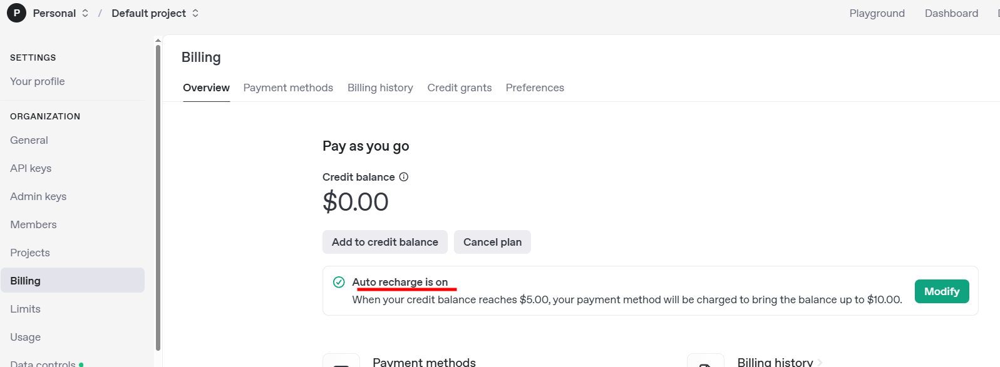 P Personal / Default project
Playground Dashboard
SETTINGS
Your profile
ORGANIZATION
General
API keys
Admin keys
Members
Projects
Billing
Limits
Usage
Data controls
Billing
Overview Payment methods Billing history Credit grants Preferences
Pay as you go
Credit balance
$0.00
Add to credit balance Cancel plan
Auto recharge is on
When your credit balance reaches $5.00, your payment method will be charged to bring the balance up to $10.00.
Modify
Payment methods
Billing history